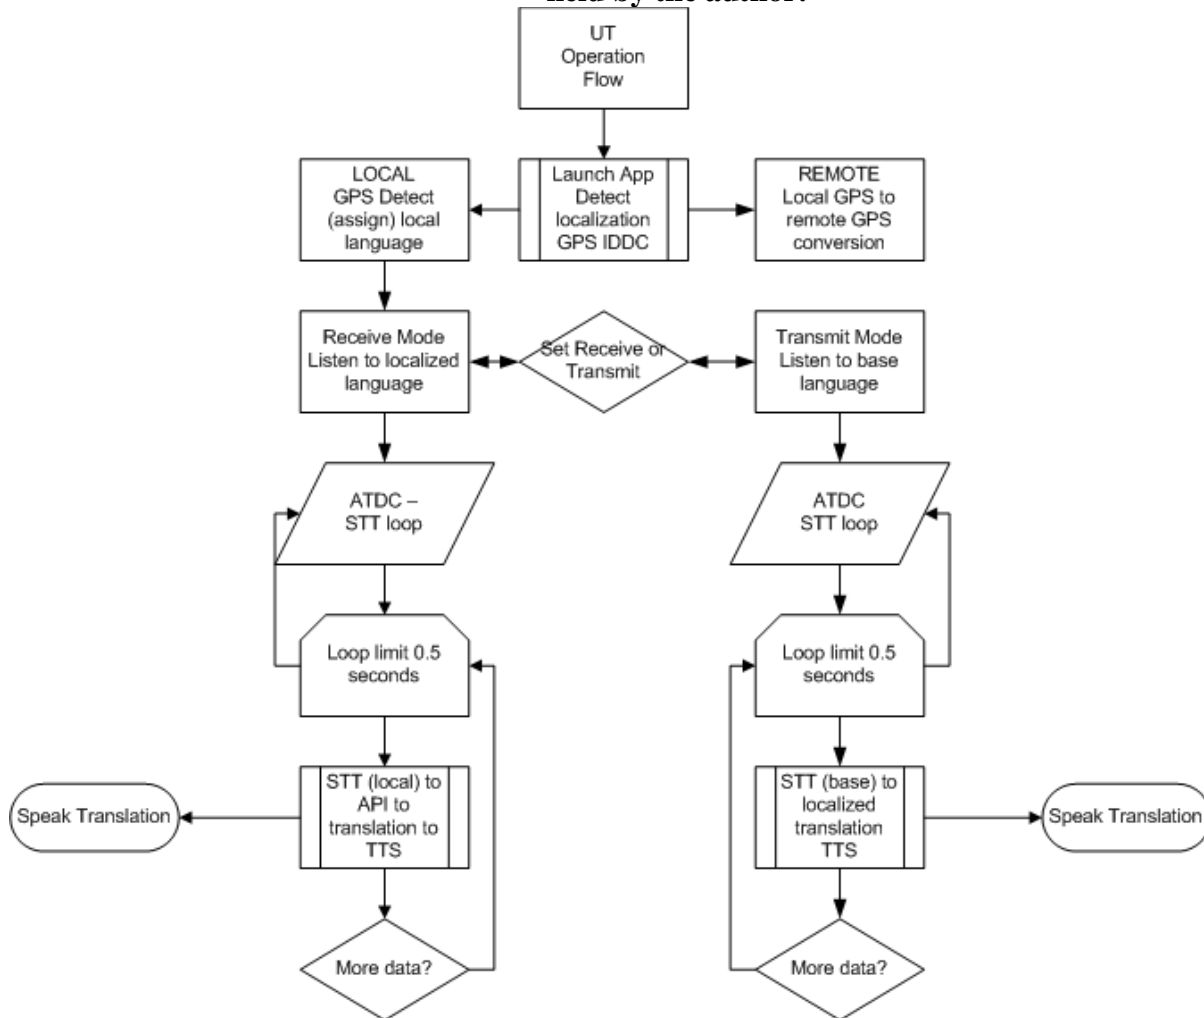 held by the author.
UT
Operation
Flow
LOCAL
GPS Detect
(assign) local
language
Launch App
Detect
localization
GPS IDDC
REMOTE
Local GPS to
remote GPS
conversion
Receive Mode
Listen to localized
language
Set Receive or
Transmit
Transmit Mode
Listen to base
language
ATDC –
STT loop
ATDC
STT loop
Loop limit 0.5
seconds
Loop limit 0.5
seconds
Speak Translation
STT (local) to
API to
translation to
TTS
STT (base) to
localized
translation
TTS
Speak Translation
More data?
More data?